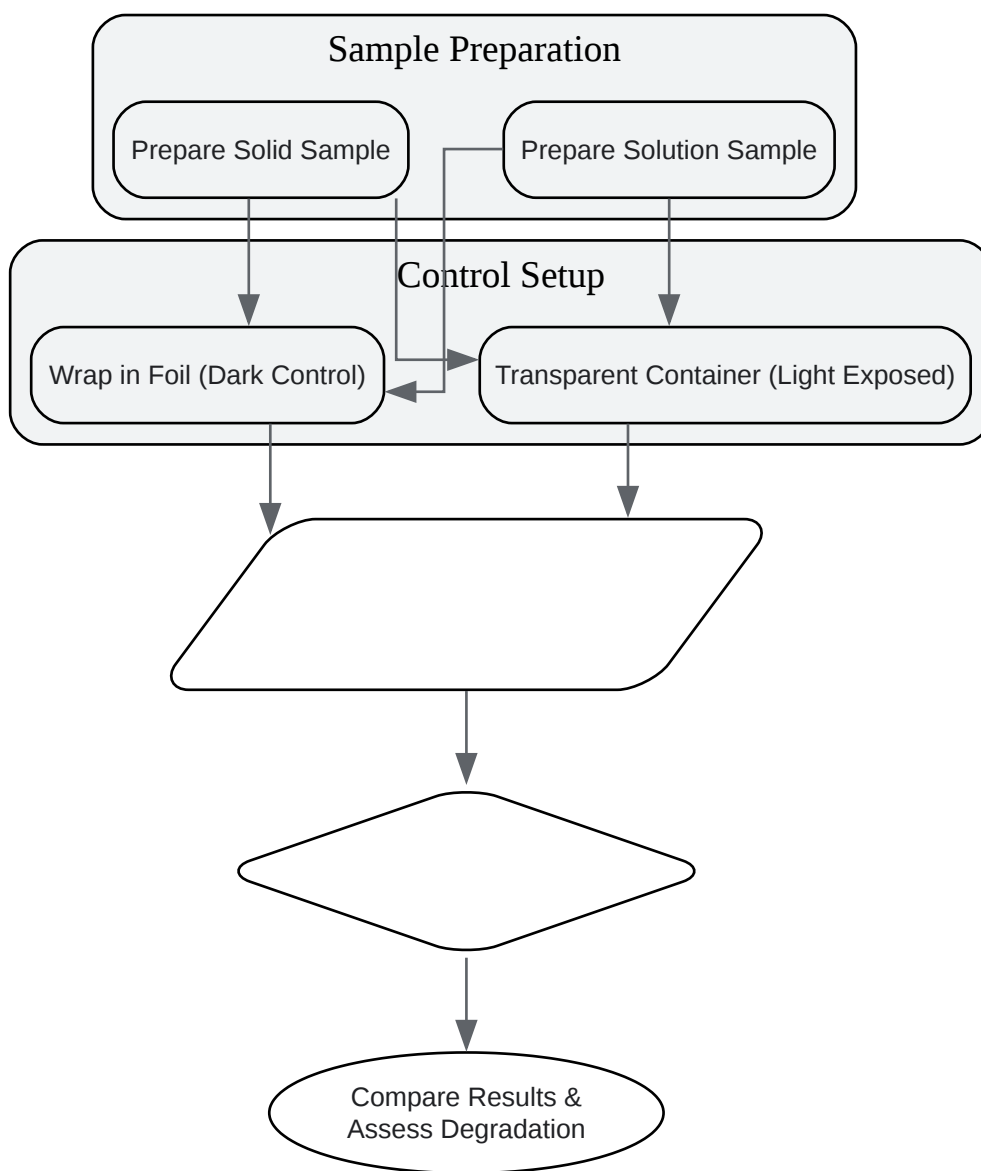 Sample Preparation
Prepare Solid Sample
Prepare Solution Sample
Control Setup
Wrap in Foil (Dark Control)
Transparent Container (Light Exposed)
Compare Results &
Assess Degradation